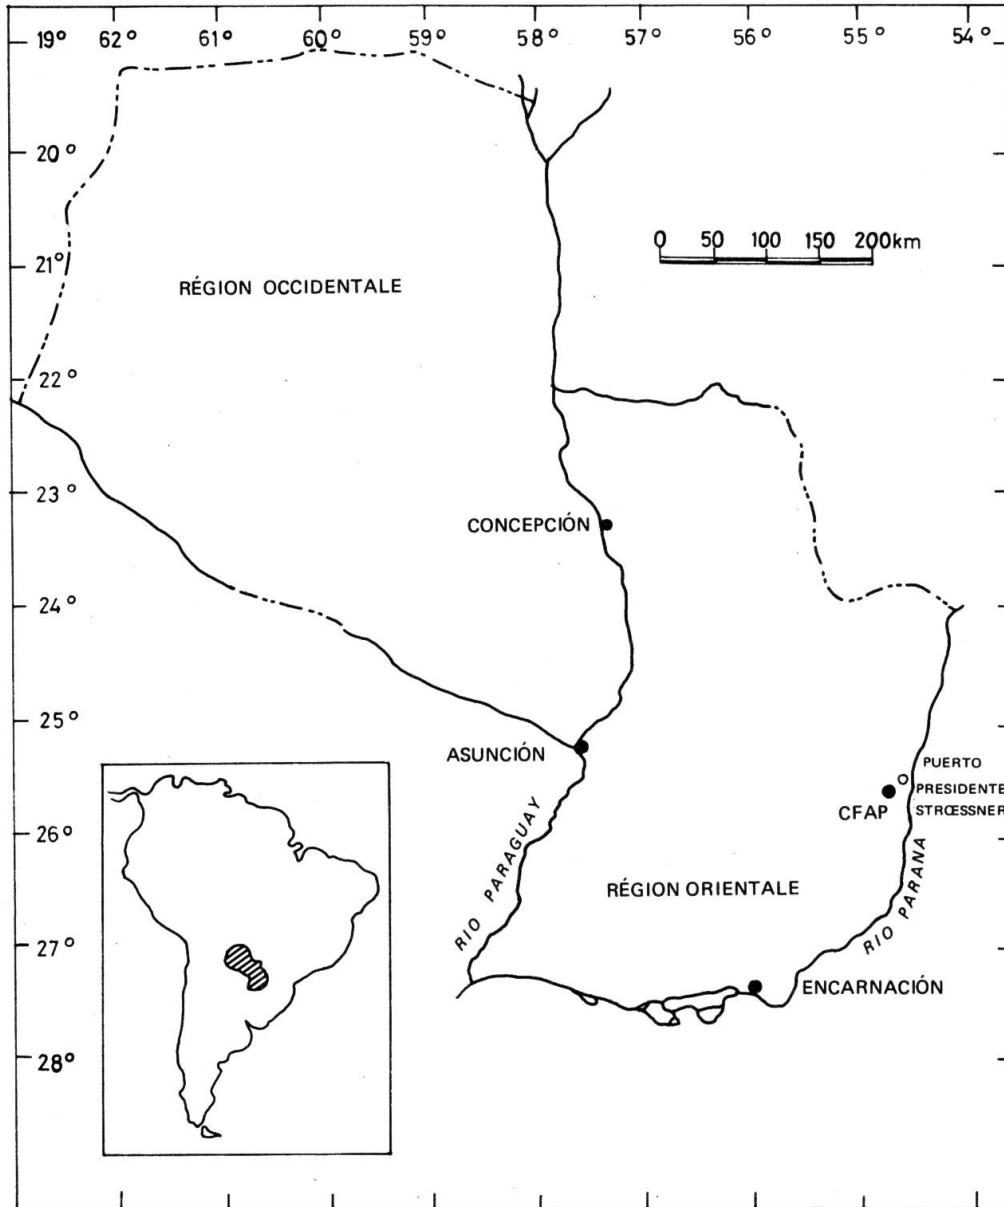 19° 62° 61° 60° 59° 58° 57° 56° 55° 54°
20°
0 50 100 150 200km
21°
RÉGION OCCIDENTALE
22°
23°
CONCEPCIÓN
24°
25°
ASUNCIÓN
PUERTO
PRESIDENTE
STRŒSSNER
CFAP
26°
RIO PARAGUAY
RIO PARANA
RÉGION ORIENTALE
27°
ENCARNACIÓN
28°